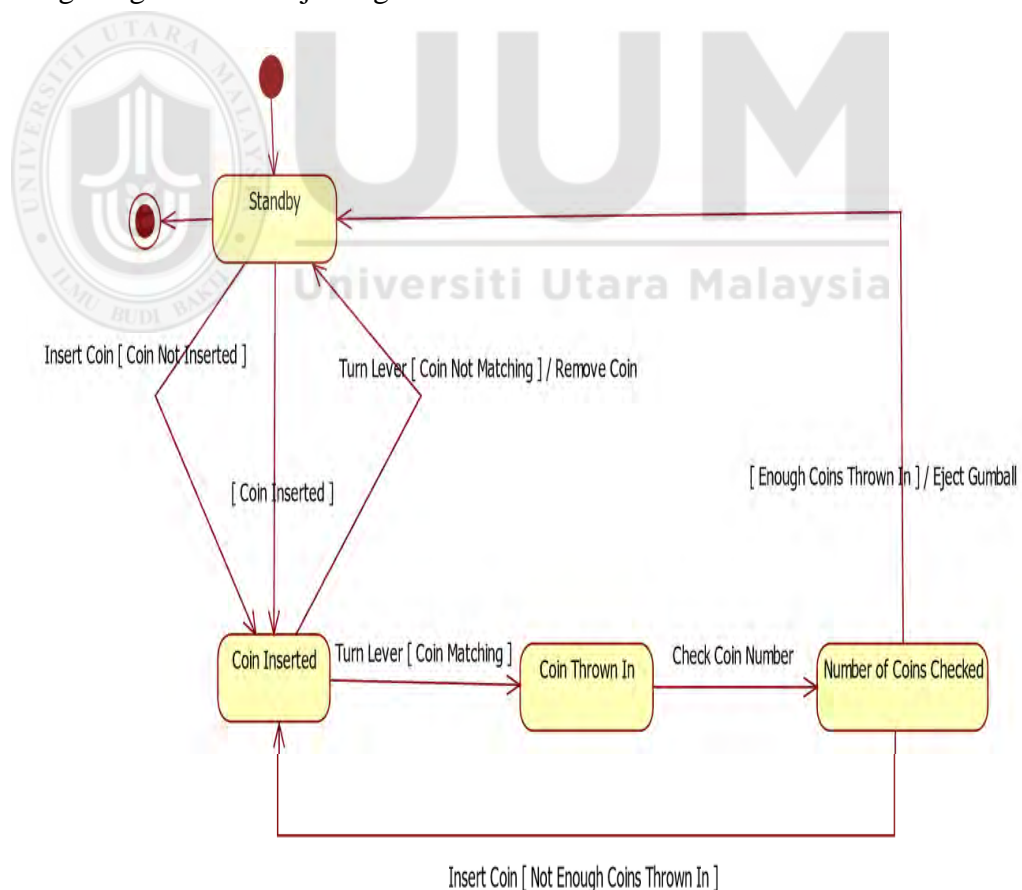 UUM
Universiti Utara Malaysia
UNIVERSITI UTARA MALAYSIA
ILMU BUDI BAKTI
Standby
Insert Coin [ Coin Not Inserted ]
Turn Lever [ Coin Not Matching ] / Remove Coin
[ Coin Inserted ]
[ Enough Coins Thrown In ] / Eject Gumball
Coin Inserted
Turn Lever [ Coin Matching ]
Coin Thrown In
Check Coin Number
Number of Coins Checked
Insert Coin [ Not Enough Coins Thrown In ]